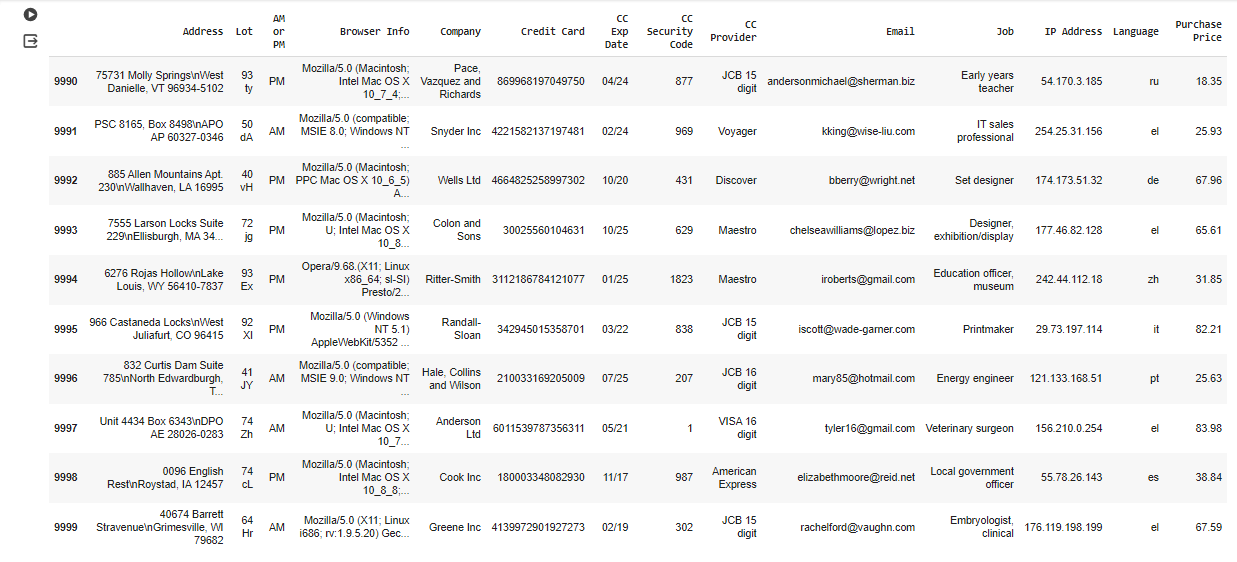 Address Lot AM or PM Browser Info Company Credit Card CC Exp Date CC Security Code CC Provider Email Job IP Address Language Purchase Price
9990 75731 Molly Springs\nWest Danielle, VT 96934-5102 93 ty PM Mozilla/5.0 (Macintosh; Intel Mac OS X 10_7_4;... Pace, Vazquez and Richards 869968197049750 04/24 877 JCB 15 digit andersonmichael@sherman.biz Early years teacher 54.170.3.185 ru 18.35
9991 PSC 8165, Box 8498\nAPO AP 60327-0346 50 dA AM Mozilla/5.0 (compatible; MSIE 8.0; Windows NT ... Snyder Inc 4221582137197481 02/24 969 Voyager kking@wise-liu.com IT sales professional 254.25.31.156 el 25.93
9992 885 Allen Mountains Apt. 230\nWallhaven, LA 16995 40 vH PM Mozilla/5.0 (Macintosh; PPC Mac OS X 10_6_5) A... Wells Ltd 4664825258997302 10/20 431 Discover bberry@wright.net Set designer 174.173.51.32 de 67.96
9993 7555 Larson Locks Suite 229\nEllisburgh, MA 34... 72 jg PM Mozilla/5.0 (Macintosh; U; Intel Mac OS X 10_8... Colon and Sons 30025560104631 10/25 629 Maestro chelseawilliams@lopez.biz Designer, exhibition/display 177.46.82.128 el 65.61
9994 6276 Rojas Hollow\nLake Louis, WY 56410-7837 93 Ex PM Opera/9.68.(X11; Linux x86_64; sl-SI) Presto/2... Ritter-Smith 3112186784121077 01/25 1823 Maestro iroberts@gmail.com Education officer, museum 242.44.112.18 zh 31.85
9995 966 Castaneda Locks\nWest Juliafurt, CO 96415 92 XI PM Mozilla/5.0 (Windows NT 5.1) AppleWebKit/5352 ... Randall-Sloan 342945015358701 03/22 838 JCB 15 digit iscott@wade-garner.com Printmaker 29.73.197.114 it 82.21
9996 832 Curtis Dam Suite 785\nNorth Edwardburgh, T... 41 JY AM Mozilla/5.0 (compatible; MSIE 9.0; Windows NT ... Hale, Collins and Wilson 210033169205009 07/25 207 JCB 16 digit mary85@hotmail.com Energy engineer 121.133.168.51 pt 25.63
9997 Unit 4434 Box 6343\nDPO AE 28026-0283 74 Zh AM Mozilla/5.0 (Macintosh; U; Intel Mac OS X 10_7... Anderson Ltd 6011539787356311 05/21 1 VISA 16 digit tyler16@gmail.com Veterinary surgeon 156.210.0.254 el 83.98
9998 0096 English Rest\nRoystad, IA 12457 74 cL PM Mozilla/5.0 (Macintosh; Intel Mac OS X 10_8_8;... Cook Inc 180003348082930 11/17 987 American Express elizabethmoore@reid.net Local government officer 55.78.26.143 es 38.84
9999 40674 Barrett Stravenue\nGrimesville, WI 79682 64 Hr AM Mozilla/5.0 (X11; Linux i686; rv:1.9.5.20) Gec... Greene Inc 4139972901927273 02/19 302 JCB 15 digit rachelford@vaughn.com Embryologist, clinical 176.119.198.199 el 67.59